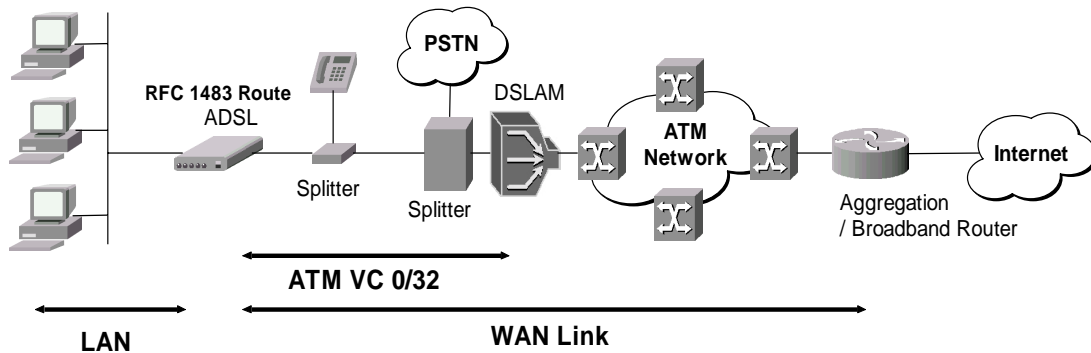 PSTN
RFC 1483 Route
ADSL
DSLAM
ATM
Network
Internet
Splitter
Splitter
Aggregation
/ Broadband Router
ATM VC 0/32
LAN
WAN Link